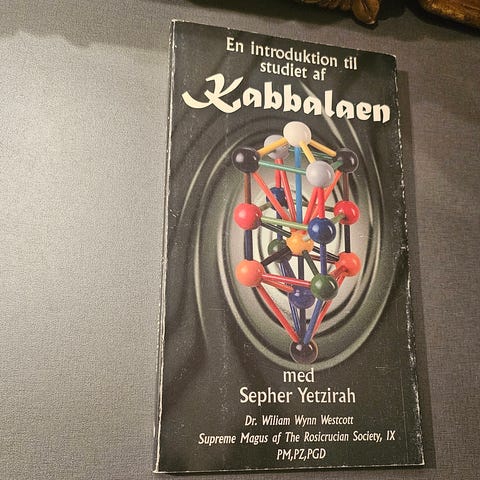 En introduktion til
studiet af
Kabbalaen
med
Sepher Yetzirah
Dr. Wiliam Wynn Westcott
Supreme Magus af The Rosicrucian Society, IX
PM,PZ,PGD